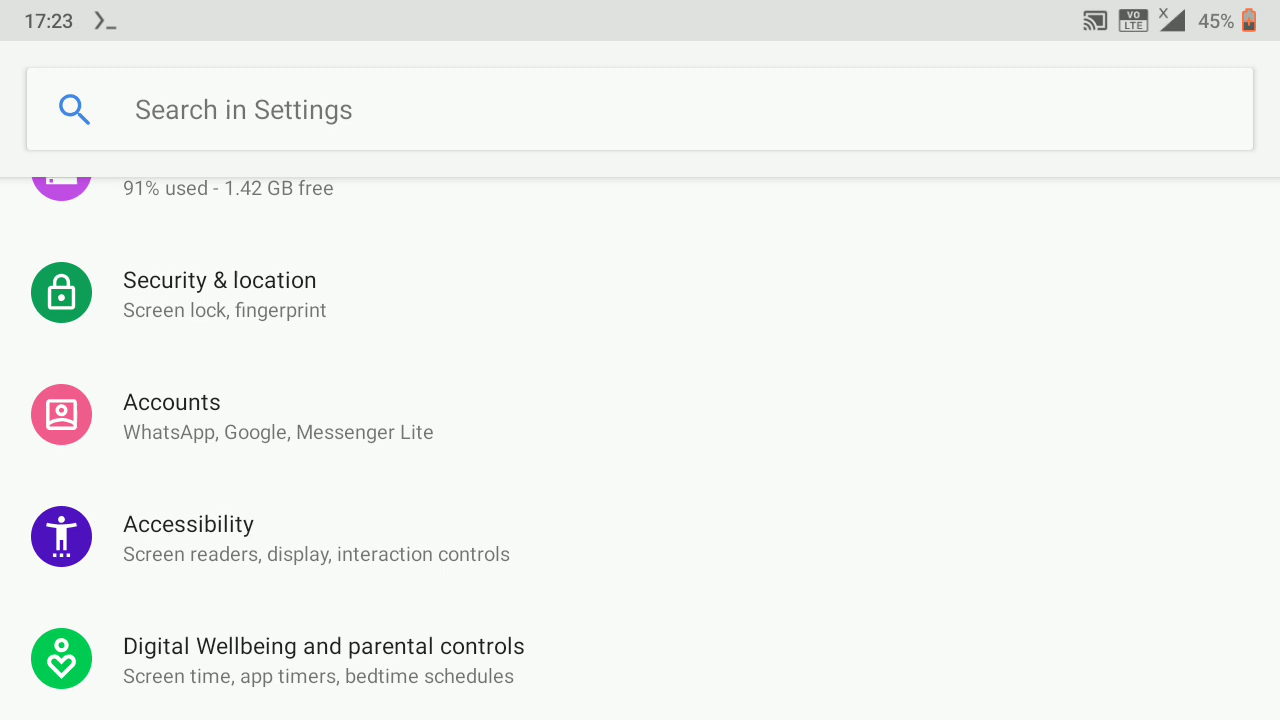 17:23
VO
LTE
X
45%
Search in Settings
91% used - 1.42 GB free
Security & location
Screen lock, fingerprint
Accounts
WhatsApp, Google, Messenger Lite
Accessibility
Screen readers, display, interaction controls
Digital Wellbeing and parental controls
Screen time, app timers, bedtime schedules